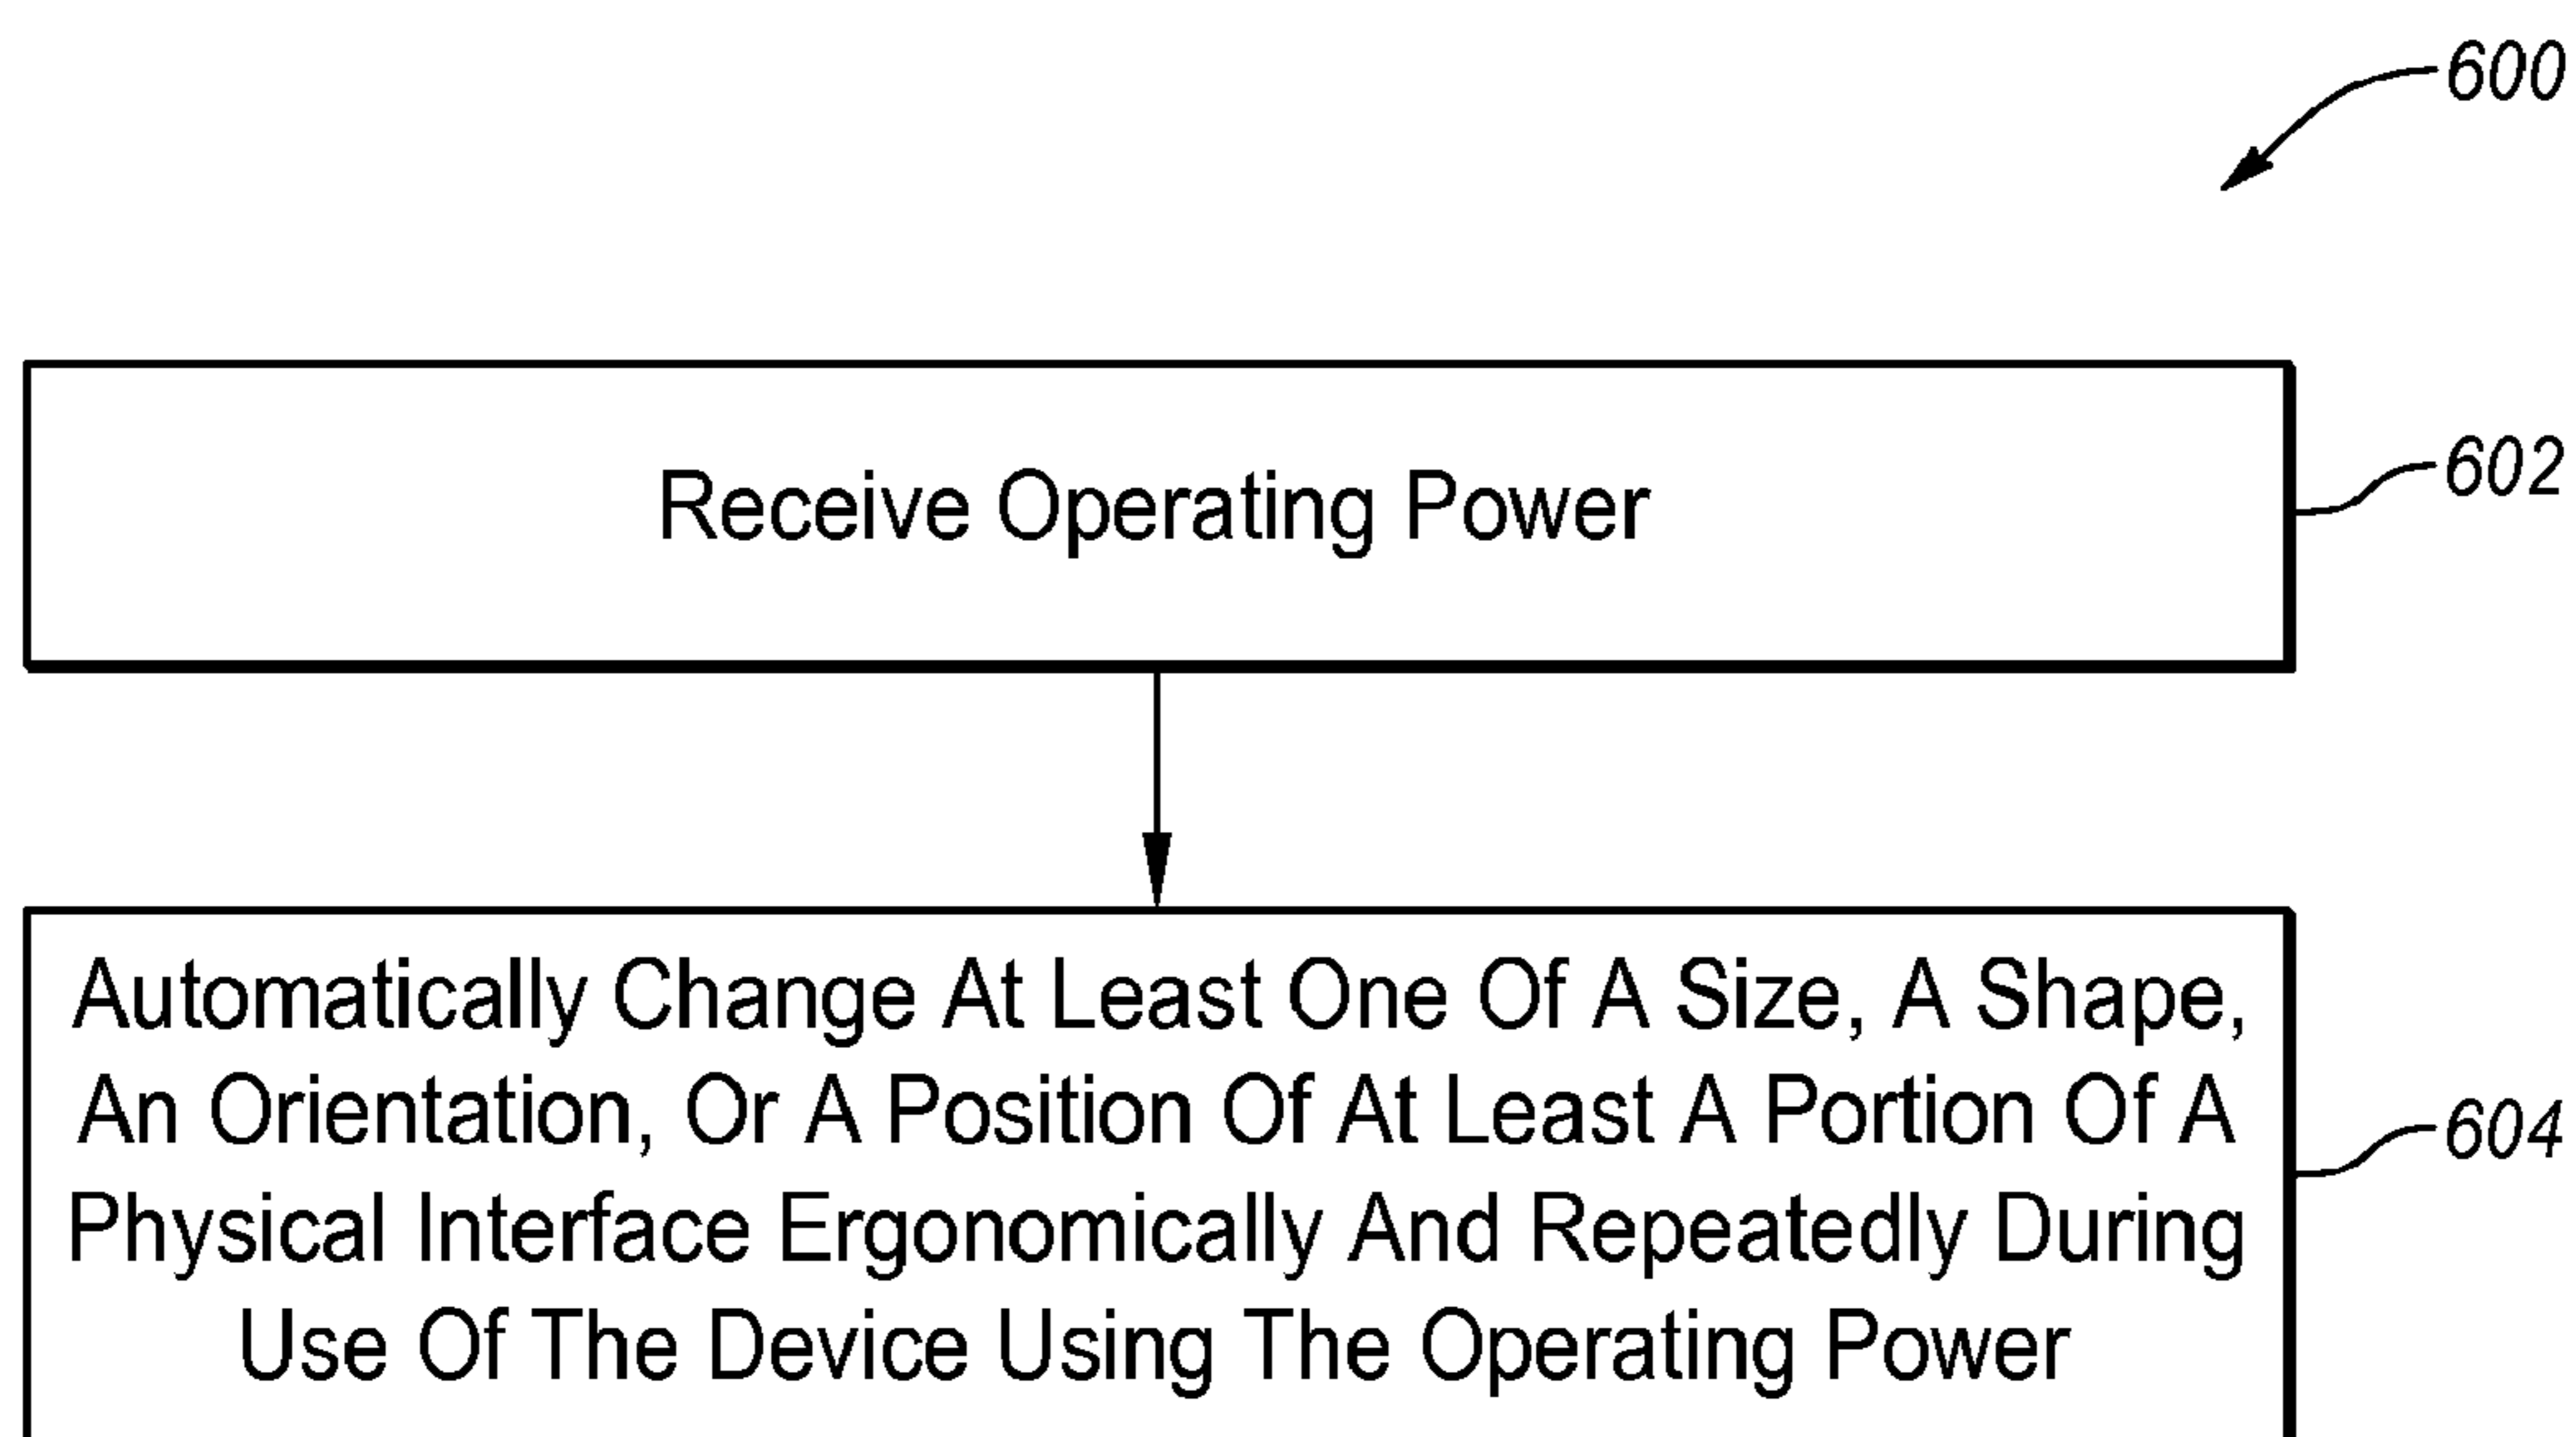 600
Receive Operating Power
602
Automatically Change At Least One Of A Size, A Shape,
An Orientation, Or A Position Of At Least A Portion Of A
Physical Interface Ergonomically And Repeatedly During
Use Of The Device Using The Operating Power
604